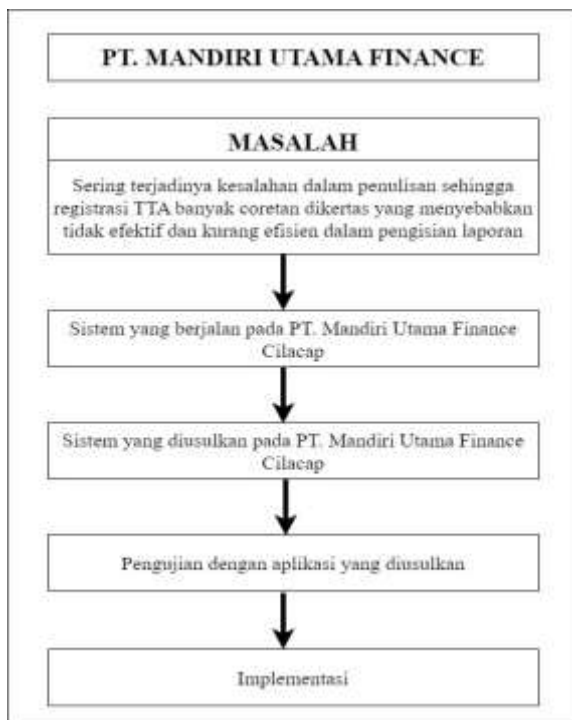 PT. MANDIRI UTAMA FINANCE
MASALAH
Sering terjadinya kesalahan dalam penulisan sehingga
registrasi TTA banyak coretan dikertas yang menyebabkan
tidak efektif dan kurang efisien dalam pengisian laporan
Sistem yang berjalan pada PT. Mandiri Utama Finance
Cilacap
Sistem yang diusulkan pada PT. Mandiri Utama Finance
Cilacap
Pengujian dengan aplikasi yang diusulkan
Implementasi